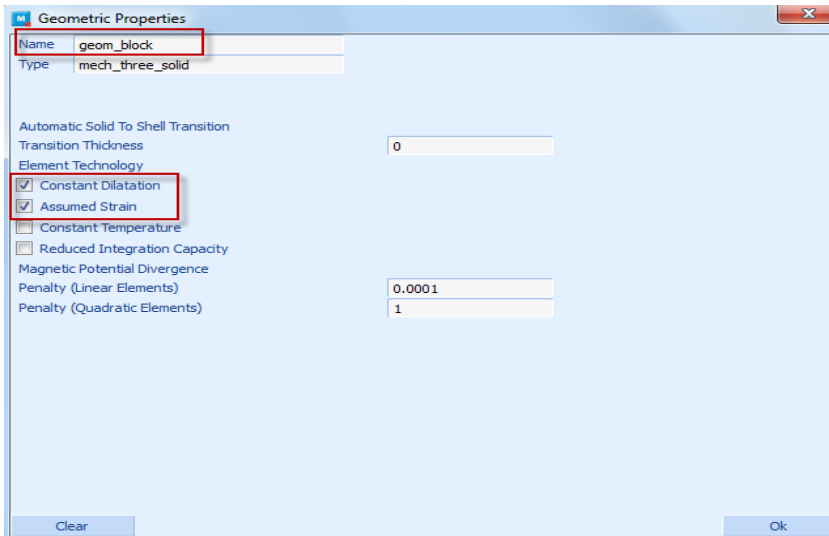 Geometric Properties
Name geom_block
Type mech_three_solid
Automatic Solid To Shell Transition
Transition Thickness 0
Element Technology
Constant Dilatation
Assumed Strain
Constant Temperature
Reduced Integration Capacity
Magnetic Potential Divergence
Penalty (Linear Elements) 0.0001
Penalty (Quadratic Elements) 1
Clear Ok